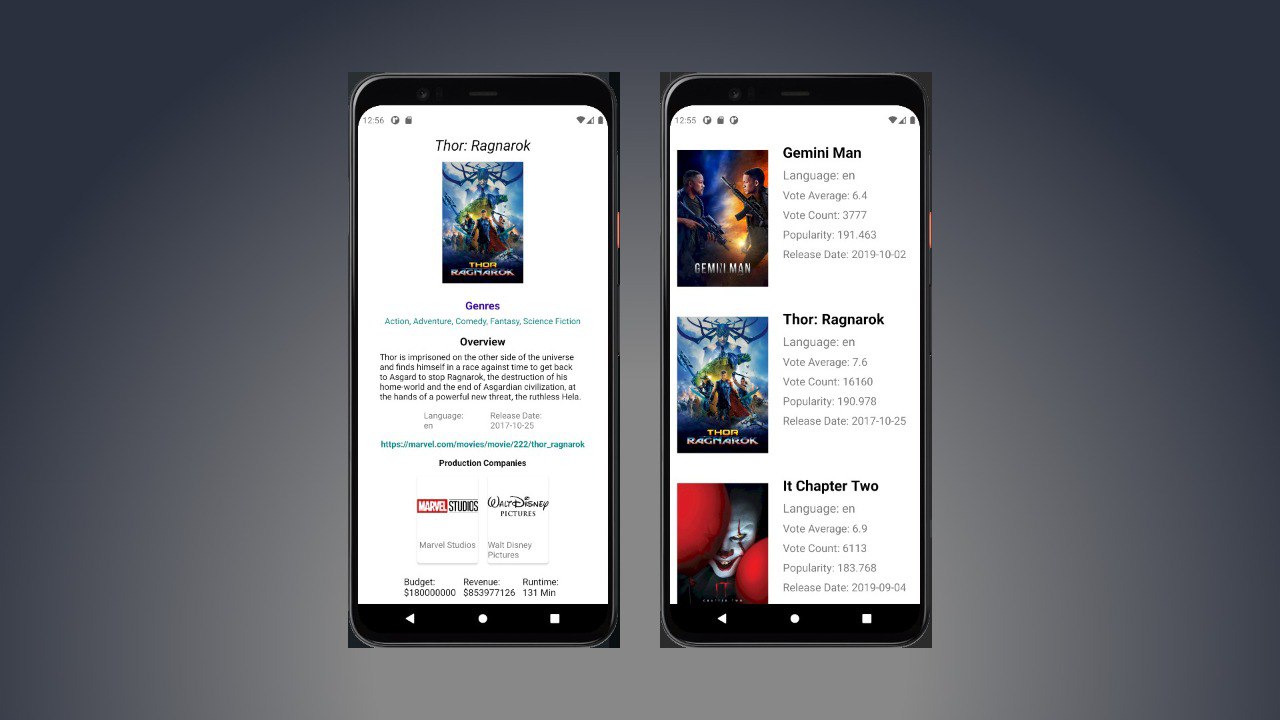 12:56
Thor: Ragnarok
THOR
RAGNAROK
Genres
Action, Adventure, Comedy, Fantasy, Science Fiction
Overview
Thor is imprisoned on the other side of the universe
and finds himself in a race against time to get back
to Asgard to stop Ragnarok, the destruction of his
home-world and the end of Asgardian civilization, at
the hands of a powerful new threat, the ruthless Hela.
Language: Release Date:
en 2017-10-25
https://marvel.com/movies/movie/222/thor_ragnarok
Production Companies
MARVEL STUDIOS
WALT DISNEY
PICTURES
Marvel Studios
Walt Disney
Pictures
Budget: Revenue: Runtime:
$180000000 $853977126 131 Min
12:55
GEMINI MAN
Gemini Man
Language: en
Vote Average: 6.4
Vote Count: 3777
Popularity: 191.463
Release Date: 2019-10-02
THOR
RAGNAROK
Thor: Ragnarok
Language: en
Vote Average: 7.6
Vote Count: 16160
Popularity: 190.978
Release Date: 2017-10-25
IT
CHAPTER TWO
It Chapter Two
Language: en
Vote Average: 6.9
Vote Count: 6113
Popularity: 183.768
Release Date: 2019-09-04